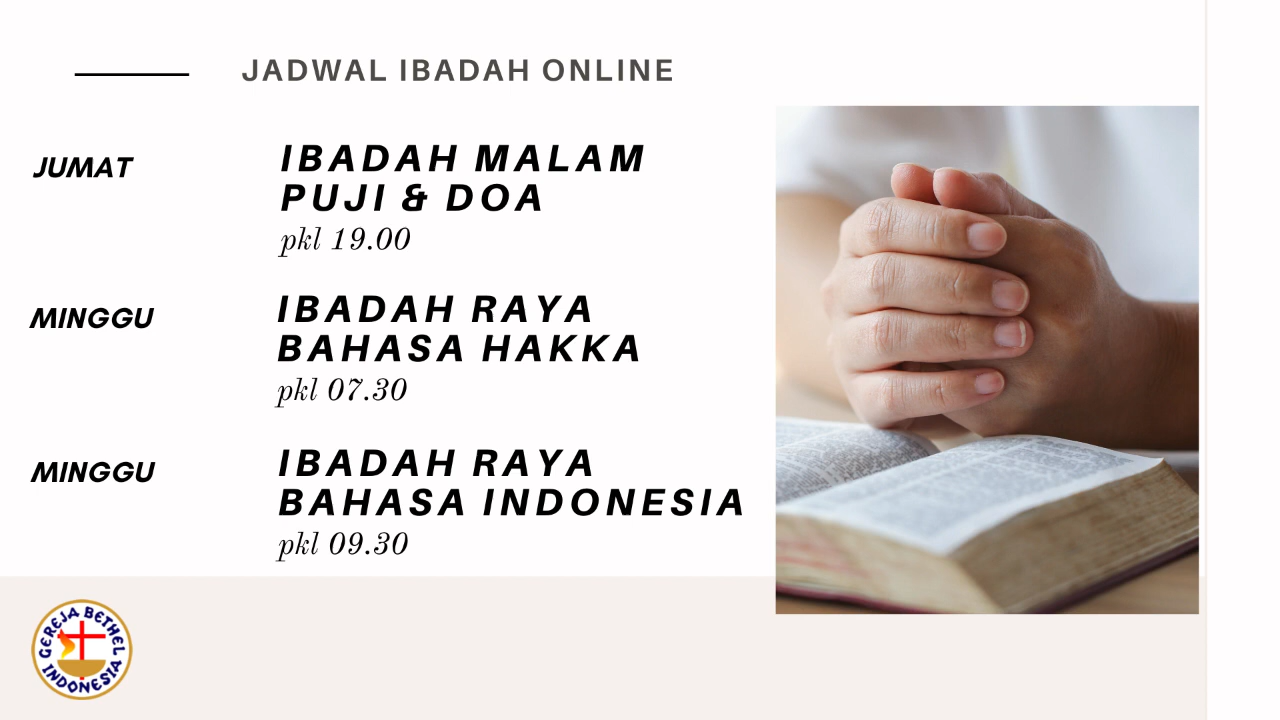 JADWAL IBADAH ONLINE
JUMAT
IBADAH MALAM
PUJI & DOA
pkl 19.00
MINGGU
IBADAH RAYA
BAHASA HAKKA
pkl 07.30
MINGGU
IBADAH RAYA
BAHASA INDONESIA
pkl 09.30
GEREJA BETHEL
INDONESIA